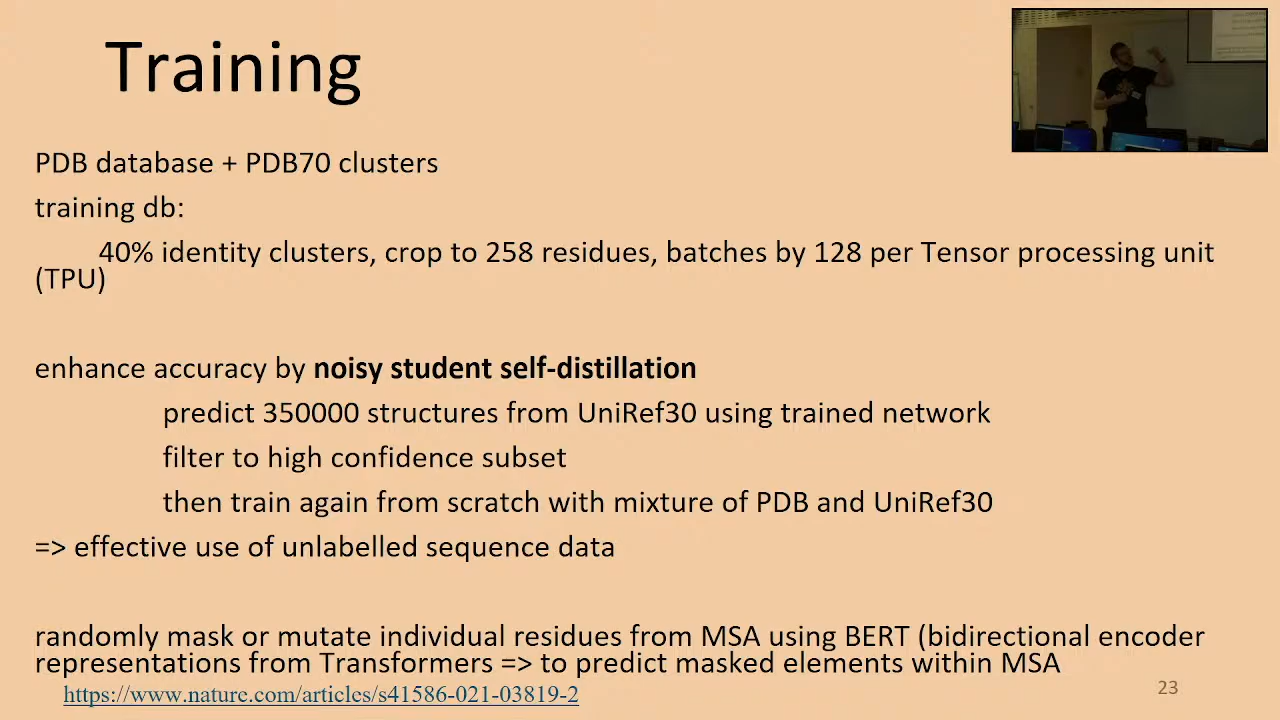 Training
PDB database + PDB70 clusters
training db:
40% identity clusters, crop to 258 residues, batches by 128 per Tensor processing unit
(TPU)
enhance accuracy by noisy student self-distillation
predict 350000 structures from UniRef30 using trained network
filter to high confidence subset
then train again from scratch with mixture of PDB and UniRef30
=> effective use of unlabelled sequence data
randomly mask or mutate individual residues from MSA using BERT (bidirectional encoder
representations from Transformers => to predict masked elements within MSA
https://www.nature.com/articles/s41586-021-03819-2
23